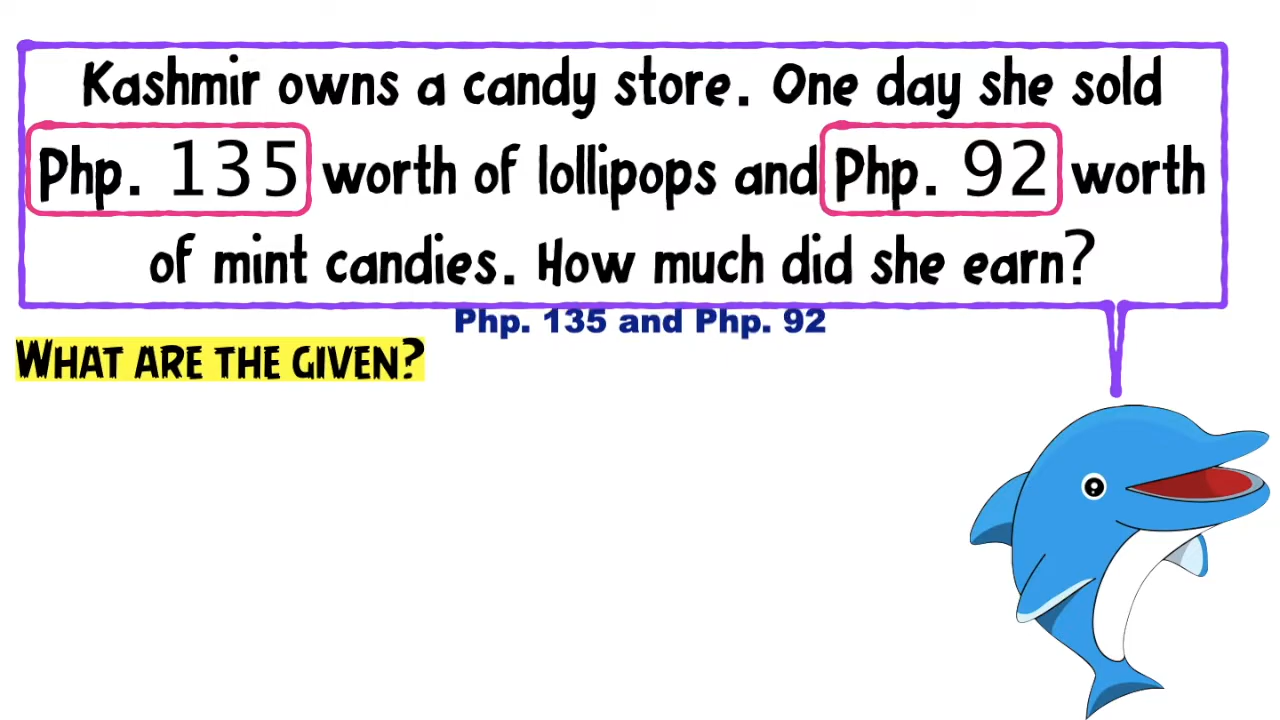 Kashmir owns a candy store. One day she sold
Php. 135 worth of lollipops and Php. 92 worth
of mint candies. How much did she earn?
Php. 135 and Php. 92
WHAT ARE THE GIVEN?